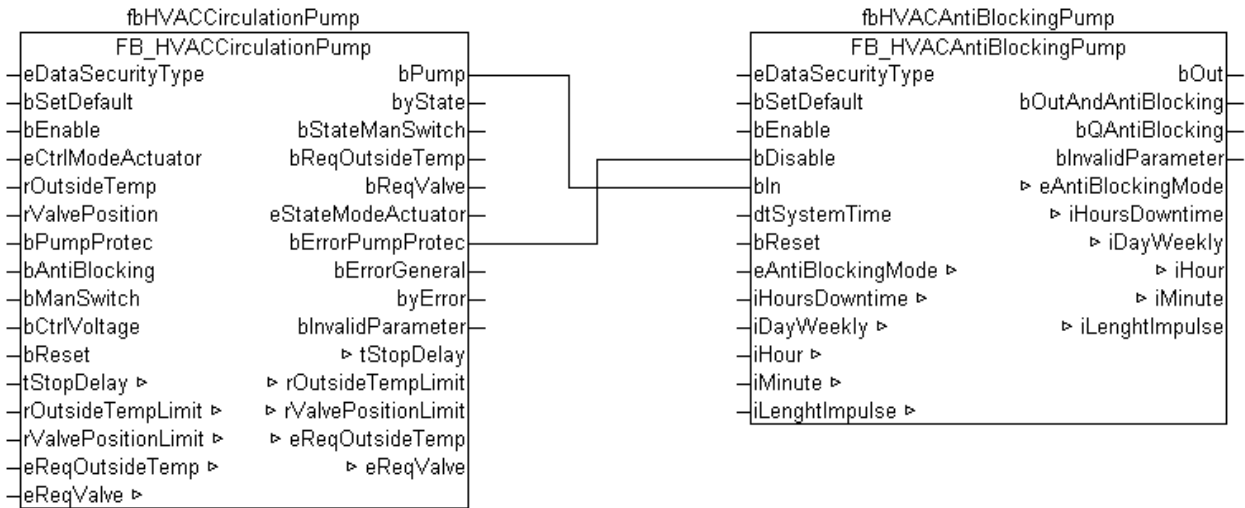 fbHVACCirculationPump
FB_HVACCirculationPump
eDataSecurityType bPump
bSetDefault byState
bEnable bStateManSwitch
eCtrlModeActuator bReqOutsideTemp
rOutsideTemp bReqValve
rValvePosition eStateModeActuator
bPumpProtec bErrorPumpProtec
bAntiBlocking bErrorGeneral
bManSwitch byError
bCtrlVoltage bInvalidParameter
bReset ▹ tStopDelay
tStopDelay ▹ ▹ rOutsideTempLimit
rOutsideTempLimit ▹ ▹ rValvePositionLimit
rValvePositionLimit ▹ ▹ eReqOutsideTemp
eReqOutsideTemp ▹ ▹ eReqValve
eReqValve ▹
fbHVACAntiBlockingPump
FB_HVACAntiBlockingPump
eDataSecurityType bOut
bSetDefault bOutAndAntiBlocking
bEnable bQAntiBlocking
bDisable bInvalidParameter
bIn ▹ eAntiBlockingMode
dtSystemTime ▹ iHoursDowntime
bReset ▹ iDayWeekly
eAntiBlockingMode ▹ ▹ iHour
iHoursDowntime ▹ ▹ iMinute
iDayWeekly ▹ ▹ iLenghtImpulse
iHour ▹
iMinute ▹
iLenghtImpulse ▹